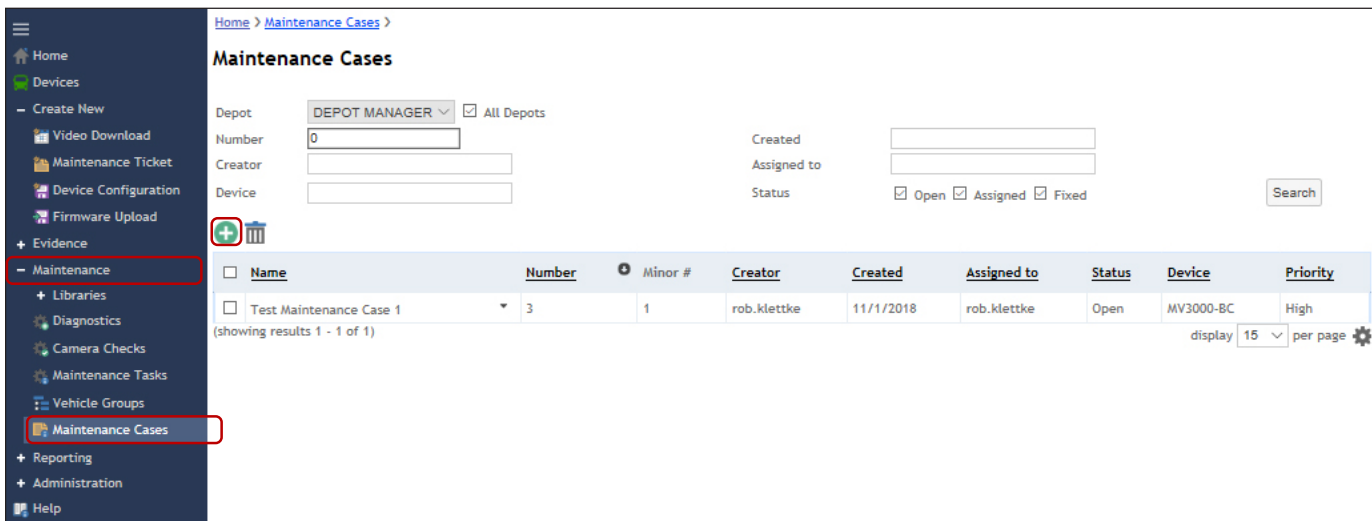 Home > Maintenance Cases >
Home
Devices
− Create New
Video Download
Maintenance Ticket
Device Configuration
Firmware Upload
+ Evidence
− Maintenance
+ Libraries
Diagnostics
Camera Checks
Maintenance Tasks
Vehicle Groups
Maintenance Cases
+ Reporting
+ Administration
Help
Maintenance Cases
Depot DEPOT MANAGER All Depots
Number 0 Created
Creator Assigned to
Device Status Open Assigned Fixed Search
Name Number Minor # Creator Created Assigned to Status Device Priority
Test Maintenance Case 1 3 1 rob.klettke 11/1/2018 rob.klettke Open MV3000-BC High
(showing results 1 - 1 of 1)
display 15 per page